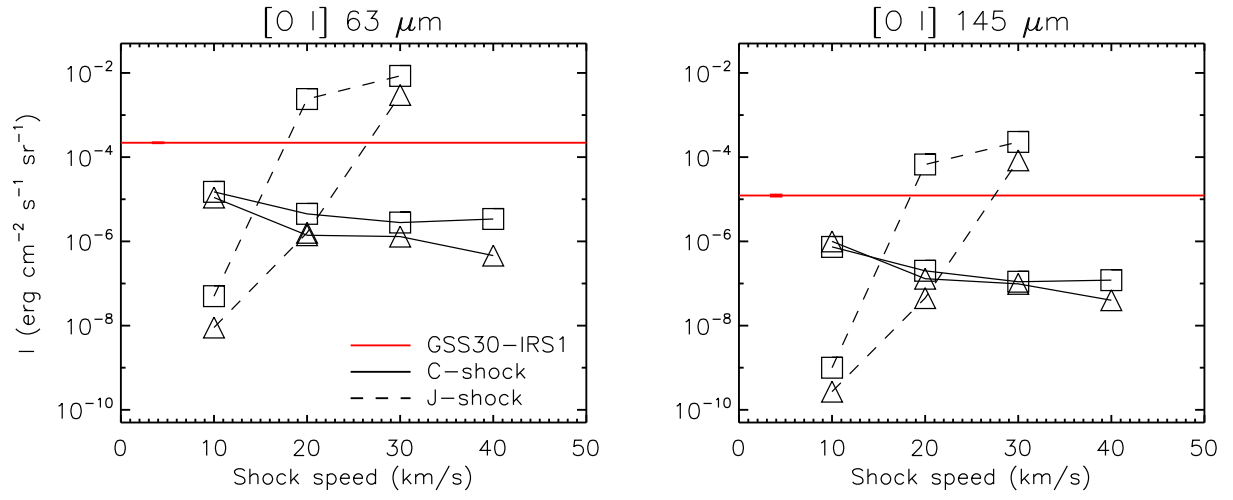 [O I] 63 μm
I (erg cm⁻² s⁻¹ sr⁻¹)
10⁻²
10⁻⁴
10⁻⁶
10⁻⁸
10⁻¹⁰
GSS30−IRS1
C−shock
J−shock
0 10 20 30 40 50
Shock speed (km/s)
[O I] 145 μm
10⁻²
10⁻⁴
10⁻⁶
10⁻⁸
10⁻¹⁰
0 10 20 30 40 50
Shock speed (km/s)